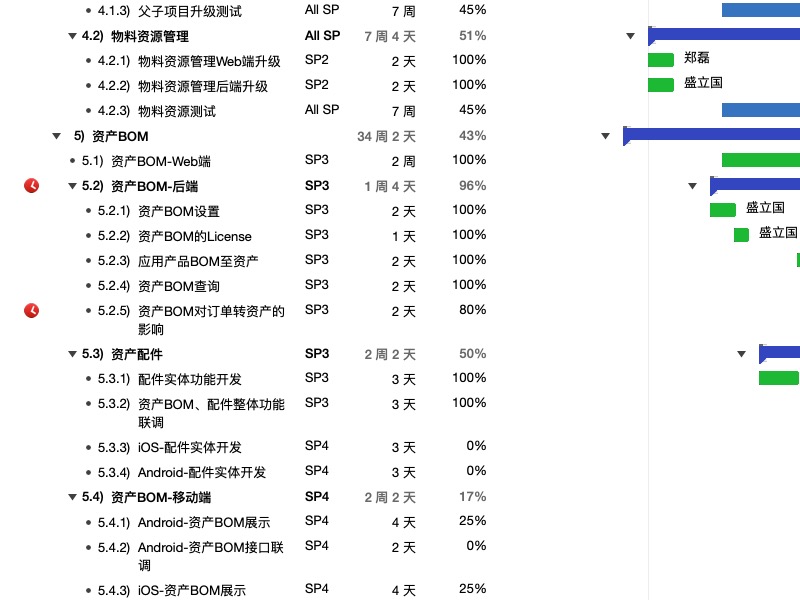 4.1.3) 父子项目升级测试 All SP 7 周 45%
4.2) 物料资源管理 All SP 7 周 4 天 51%
4.2.1) 物料资源管理Web端升级 SP2 2 天 100% 郑磊
4.2.2) 物料资源管理后端升级 SP2 2 天 100% 盛立国
4.2.3) 物料资源测试 All SP 7 周 45%
5) 资产BOM 34 周 2 天 43%
5.1) 资产BOM-Web端 SP3 2 周 100%
5.2) 资产BOM-后端 SP3 1 周 4 天 96%
5.2.1) 资产BOM设置 SP3 2 天 100% 盛立国
5.2.2) 资产BOM的License SP3 1 天 100% 盛立国
5.2.3) 应用产品BOM至资产 SP3 2 天 100%
5.2.4) 资产BOM查询 SP3 2 天 100%
5.2.5) 资产BOM对订单转资产的 SP3 2 天 80%
影响
5.3) 资产配件 SP3 2 周 2 天 50%
5.3.1) 配件实体功能开发 SP3 3 天 100%
5.3.2) 资产BOM、配件整体功能 SP3 3 天 100%
联调
5.3.3) iOS-配件实体开发 SP4 3 天 0%
5.3.4) Android-配件实体开发 SP4 3 天 0%
5.4) 资产BOM-移动端 SP4 2 周 2 天 17%
5.4.1) Android-资产BOM展示 SP4 4 天 25%
5.4.2) Android-资产BOM接口联 SP4 2 天 0%
调
5.4.3) iOS-资产BOM展示 SP4 4 天 25%